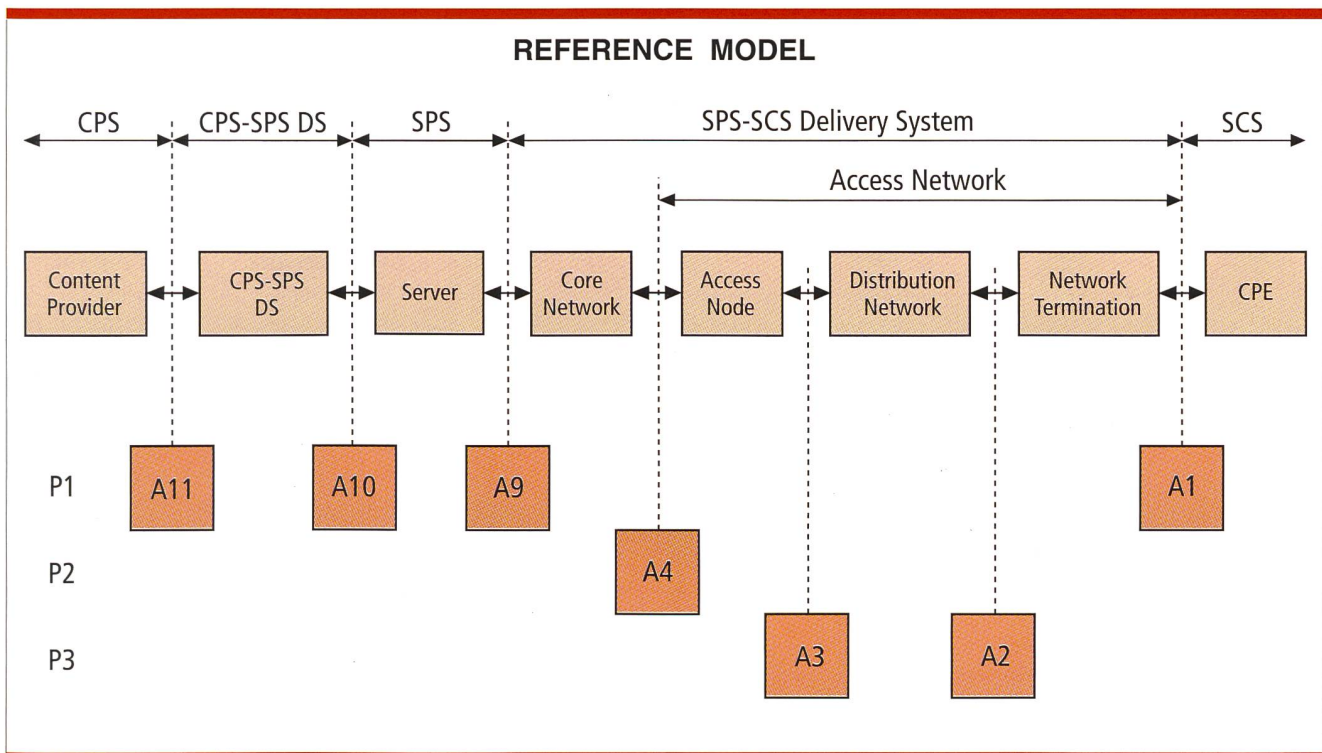 REFERENCE MODEL
CPS CPS-SPS DS SPS SPS-SCS Delivery System SCS
Access Network
Content Provider
CPS-SPS DS
Server
Core Network
Access Node
Distribution Network
Network Termination
CPE
P1 A11 A10 A9 A1
P2 A4
P3 A3 A2